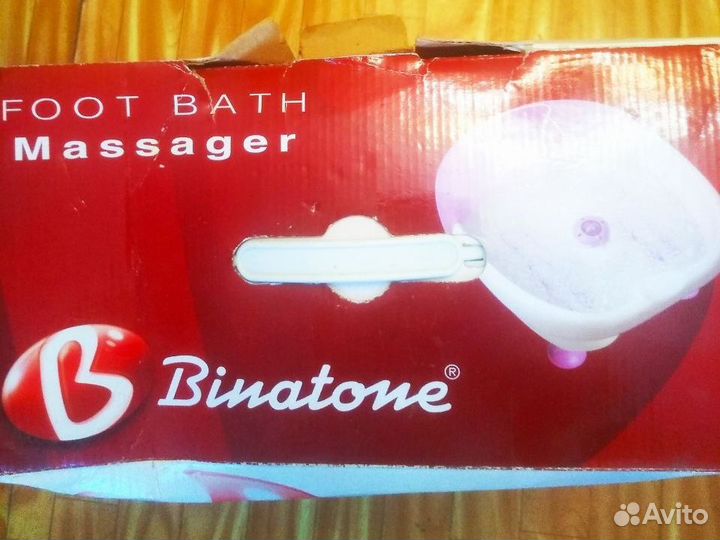 FOOT BATH
Massager
B Binatone®
Avito